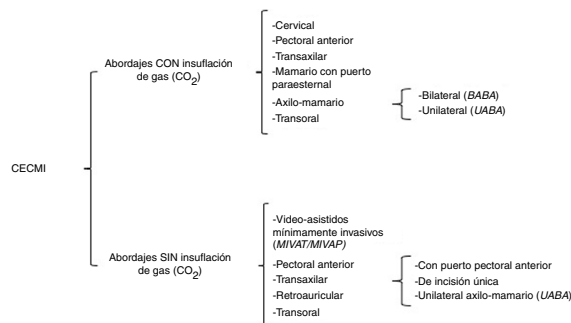 CECMI
Abordajes CON insuflación
de gas (CO2)
-Cervical
-Pectoral anterior
-Transaxilar
-Mamario con puerto
paraesternal
-Axilo-mamario
-Transoral
-Bilateral (BABA)
-Unilateral (UABA)
Abordajes SIN insuflación
de gas (CO2)
-Video-asistidos
mínimamente invasivos
(MIVAT/MIVAP)
-Pectoral anterior
-Transaxilar
-Retroauricular
-Transoral
-Con puerto pectoral anterior
-De incisión única
-Unilateral axilo-mamario (UABA)